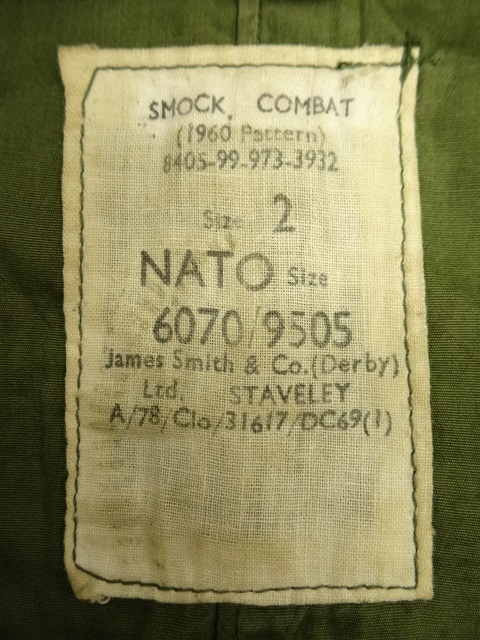 SMOCK, COMBAT
(1960 Pattern)
8405-99-973-3932
Size 2
NATO Size
6070/9505
James Smith & Co.(Derby)
Ltd. STAVELEY
A/78/Clo/31617/DC69(1)